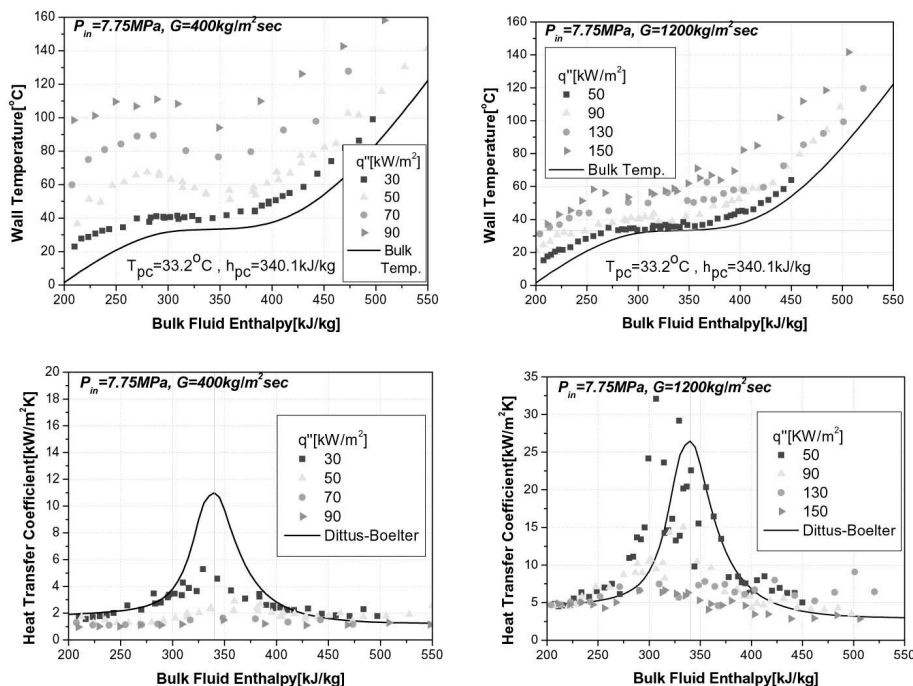 P_in=7.75MPa, G=400kg/m²sec
160
140
120
100
80
60
40
20
0
Wall Temperature[°C]
q''[kW/m²]
30
50
70
90
Bulk
Temp.
T_pc=33.2°C , h_pc=340.1kJ/kg
200 250 300 350 400 450 500 550
Bulk Fluid Enthalpy[kJ/kg]
P_in=7.75MPa, G=1200kg/m²sec
160
140
120
100
80
60
40
20
0
Wall Temperature[°C]
q''[kW/m²]
50
90
130
150
Bulk Temp.
T_pc=33.2°C , h_pc=340.1kJ/kg
200 250 300 350 400 450 500 550
Bulk Fluid Enthalpy[kJ/kg]
P_in=7.75MPa, G=400kg/m²sec
20
18
16
14
12
10
8
6
4
2
0
Heat Transfer Coefficient[kW/m²K]
q''[kW/m²]
30
50
70
90
Dittus-Boelter
200 250 300 350 400 450 500 550
Bulk Fluid Enthalpy[kJ/kg]
P_in=7.75MPa, G=1200kg/m²sec
35
30
25
20
15
10
5
0
Heat Transfer Coefficient[kW/m²K]
q''[KW/m²]
50
90
130
150
Dittus-Boelter
200 250 300 350 400 450 500 550
Bulk Fluid Enthalpy[kJ/kg]